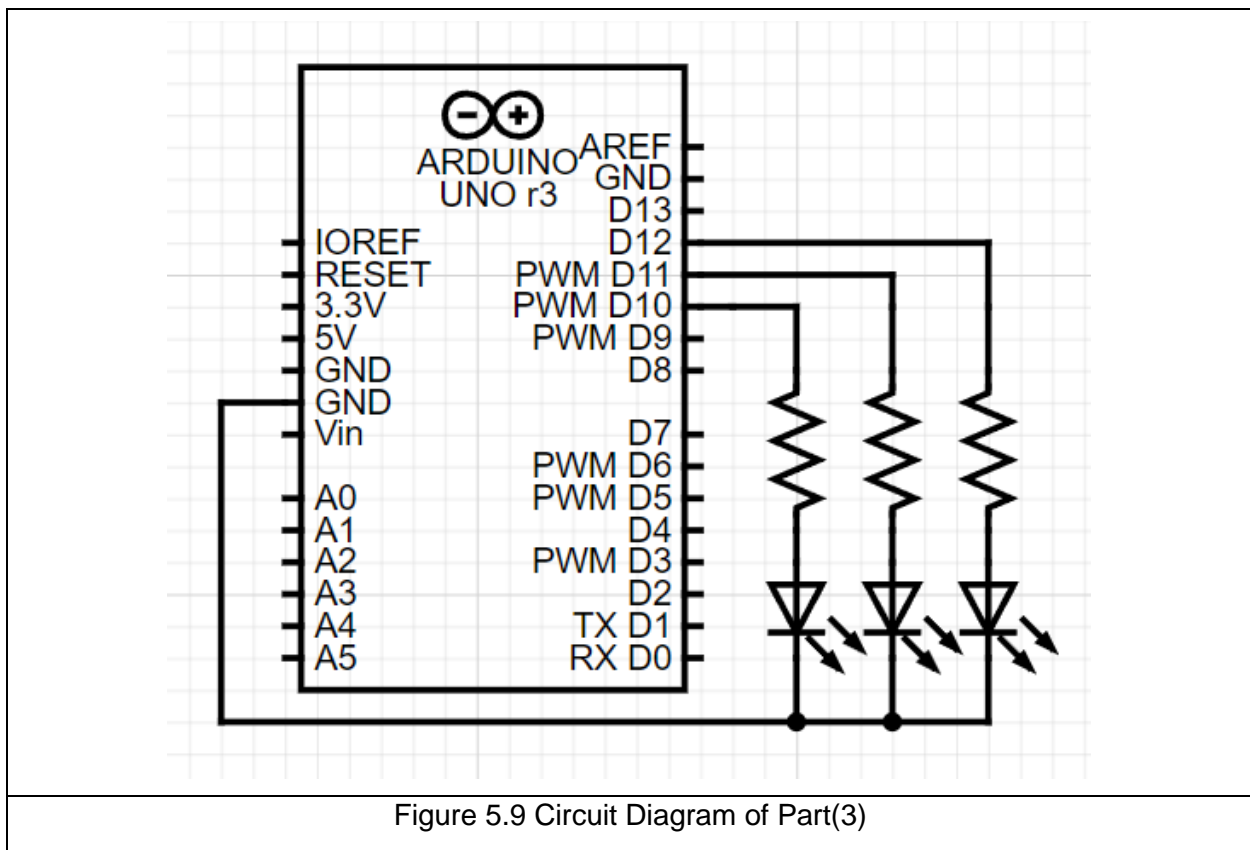 ARDUINO
UNO r3
AREF
GND
D13
D12
PWM D11
PWM D10
PWM D9
D8
D7
PWM D6
PWM D5
D4
PWM D3
D2
TX D1
RX D0
IOREF
RESET
3.3V
5V
GND
GND
Vin
A0
A1
A2
A3
A4
A5
Figure 5.9 Circuit Diagram of Part(3)